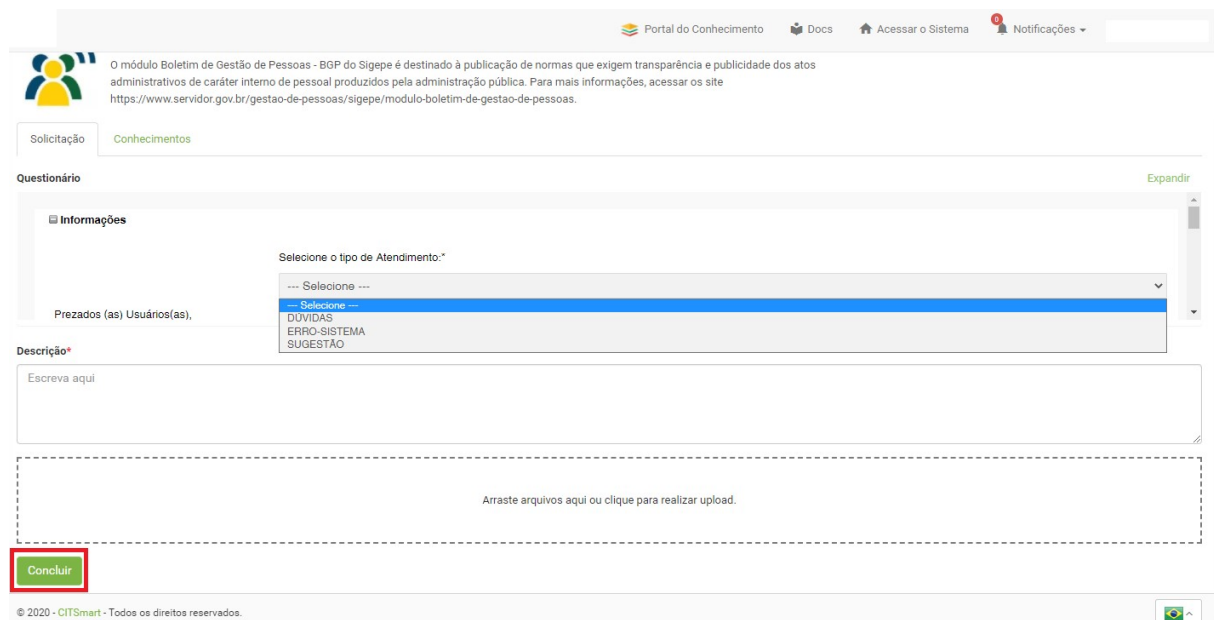 Portal do Conhecimento Docs Acessar o Sistema 0 Notificações
O módulo Boletim de Gestão de Pessoas - BGP do Sigepe é destinado à publicação de normas que exigem transparência e publicidade dos atos
administrativos de caráter interno de pessoal produzidos pela administração pública. Para mais informações, acessar os site
https://www.servidor.gov.br/gestao-de-pessoas/sigepe/modulo-boletim-de-gestao-de-pessoas.
Solicitação Conhecimentos
Questionário Expandir
Informações
Selecione o tipo de Atendimento:*
--- Selecione ---
--- Selecione ---
DÚVIDAS
ERRO-SISTEMA
SUGESTÃO
Prezados (as) Usuários(as),
Descrição*
Escreva aqui
Arraste arquivos aqui ou clique para realizar upload.
Concluir
© 2020 - CITSmart - Todos os direitos reservados.